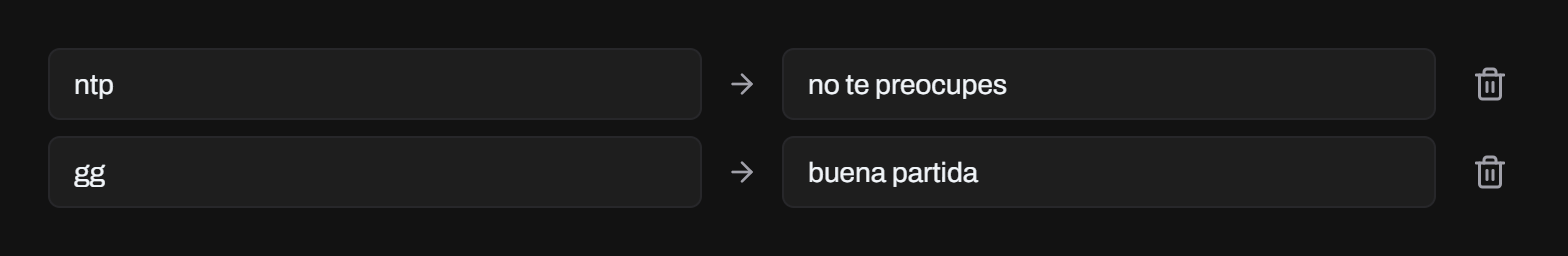 ntp → no te preocupes
gg → buena partida